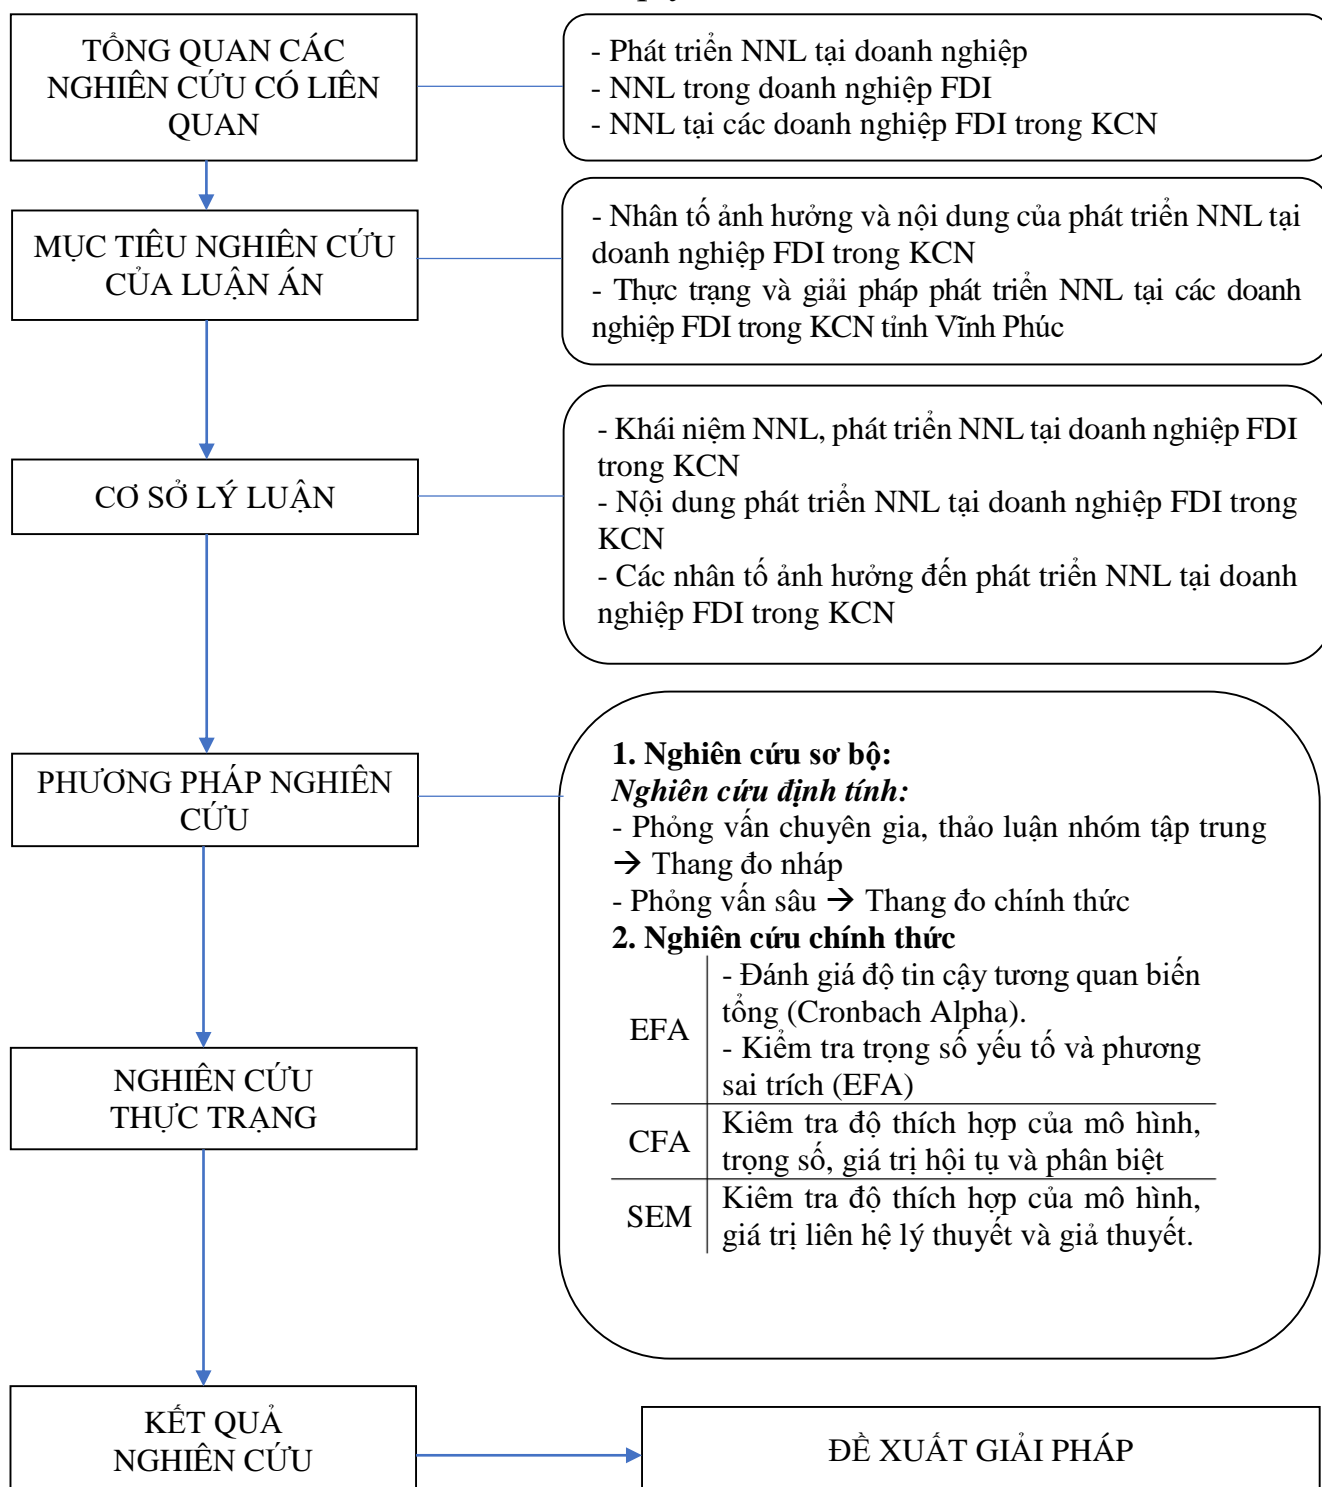 TỔNG QUAN CÁC
NGHIÊN CỨU CÓ LIÊN
QUAN
- Phát triển NNL tại doanh nghiệp
- NNL trong doanh nghiệp FDI
- NNL tại các doanh nghiệp FDI trong KCN
MỤC TIÊU NGHIÊN CỨU
CỦA LUẬN ÁN
- Nhân tố ảnh hưởng và nội dung của phát triển NNL tại
doanh nghiệp FDI trong KCN
- Thực trạng và giải pháp phát triển NNL tại các doanh
nghiệp FDI trong KCN tỉnh Vĩnh Phúc
CƠ SỞ LÝ LUẬN
- Khái niệm NNL, phát triển NNL tại doanh nghiệp FDI
trong KCN
- Nội dung phát triển NNL tại doanh nghiệp FDI trong
KCN
- Các nhân tố ảnh hưởng đến phát triển NNL tại doanh
nghiệp FDI trong KCN
PHƯƠNG PHÁP NGHIÊN
CỨU
1. Nghiên cứu sơ bộ:
Nghiên cứu định tính:
- Phỏng vấn chuyên gia, thảo luận nhóm tập trung
→ Thang đo nháp
- Phỏng vấn sâu → Thang đo chính thức
2. Nghiên cứu chính thức
EFA
- Đánh giá độ tin cậy tương quan biến
tổng (Cronbach Alpha).
- Kiểm tra trọng số yếu tố và phương
sai trích (EFA)
CFA
Kiêm tra độ thích hợp của mô hình,
trọng số, giá trị hội tụ và phân biệt
SEM
Kiêm tra độ thích hợp của mô hình,
giá trị liên hệ lý thuyết và giả thuyết.
NGHIÊN CỨU
THỰC TRẠNG
KẾT QUẢ
NGHIÊN CỨU
ĐỀ XUẤT GIẢI PHÁP